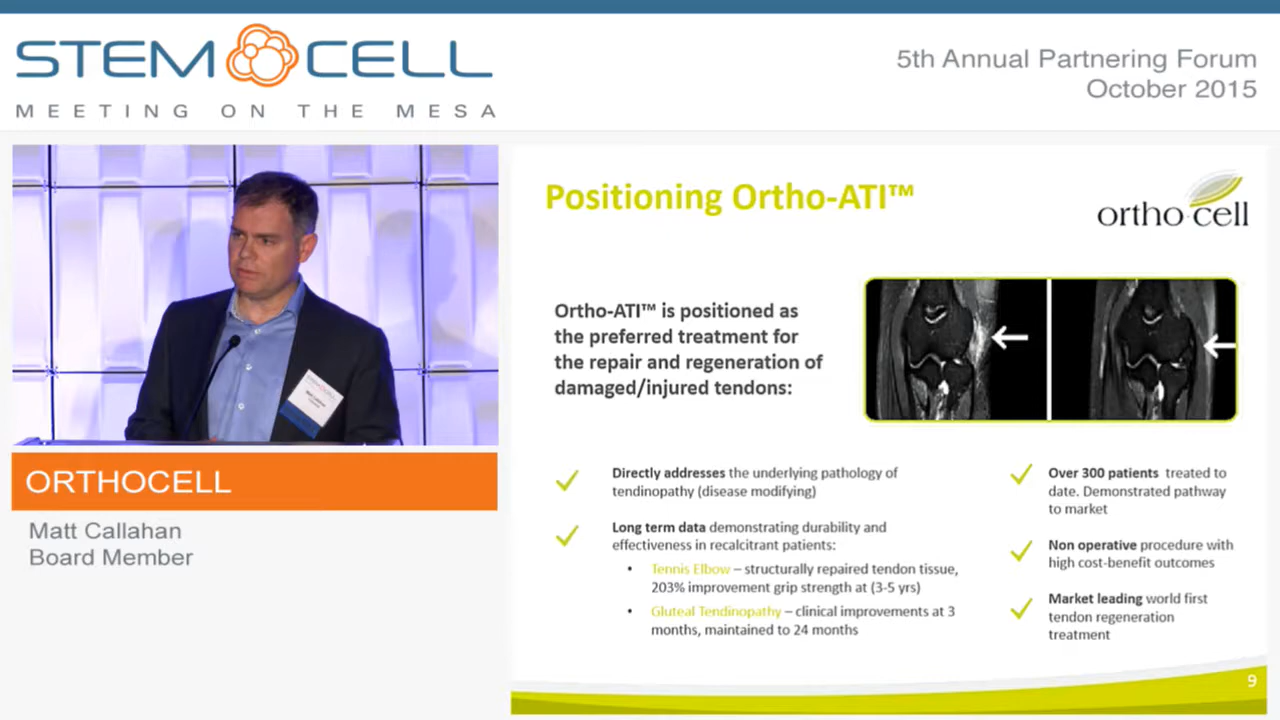 STEM CELL
MEETING ON THE MESA
5th Annual Partnering Forum
October 2015
ORTHOCELL
Matt Callahan
Board Member
Positioning Ortho-ATI™
ortho cell
Ortho-ATI™ is positioned as
the preferred treatment for
the repair and regeneration of
damaged/injured tendons:
Directly addresses the underlying pathology of
tendinopathy (disease modifying)
Long term data demonstrating durability and
effectiveness in recalcitrant patients:
• Tennis Elbow – structurally repaired tendon tissue,
203% improvement grip strength at (3-5 yrs)
• Gluteal Tendinopathy – clinical improvements at 3
months, maintained to 24 months
Over 300 patients treated to
date. Demonstrated pathway
to market
Non operative procedure with
high cost-benefit outcomes
Market leading world first
tendon regeneration
treatment
9